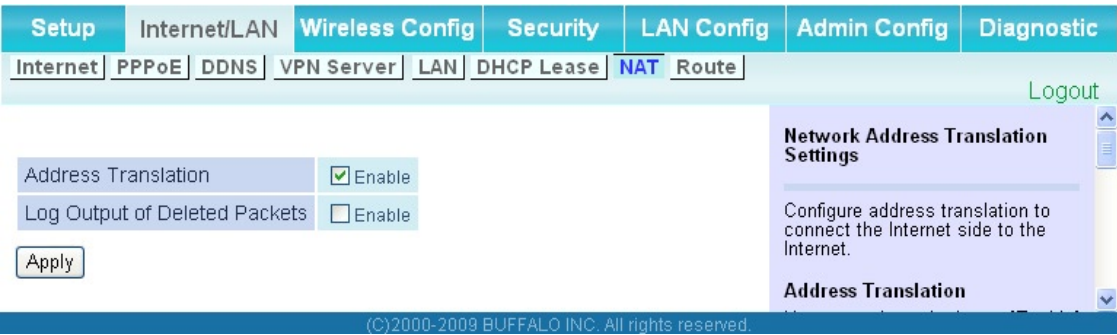 Setup Internet/LAN Wireless Config Security LAN Config Admin Config Diagnostic
Internet PPPoE DDNS VPN Server LAN DHCP Lease NAT Route
Logout
Address Translation Enable
Log Output of Deleted Packets Enable
Apply
Network Address Translation
Settings
Configure address translation to
connect the Internet side to the
Internet.
Address Translation
(C)2000-2009 BUFFALO INC. All rights reserved.